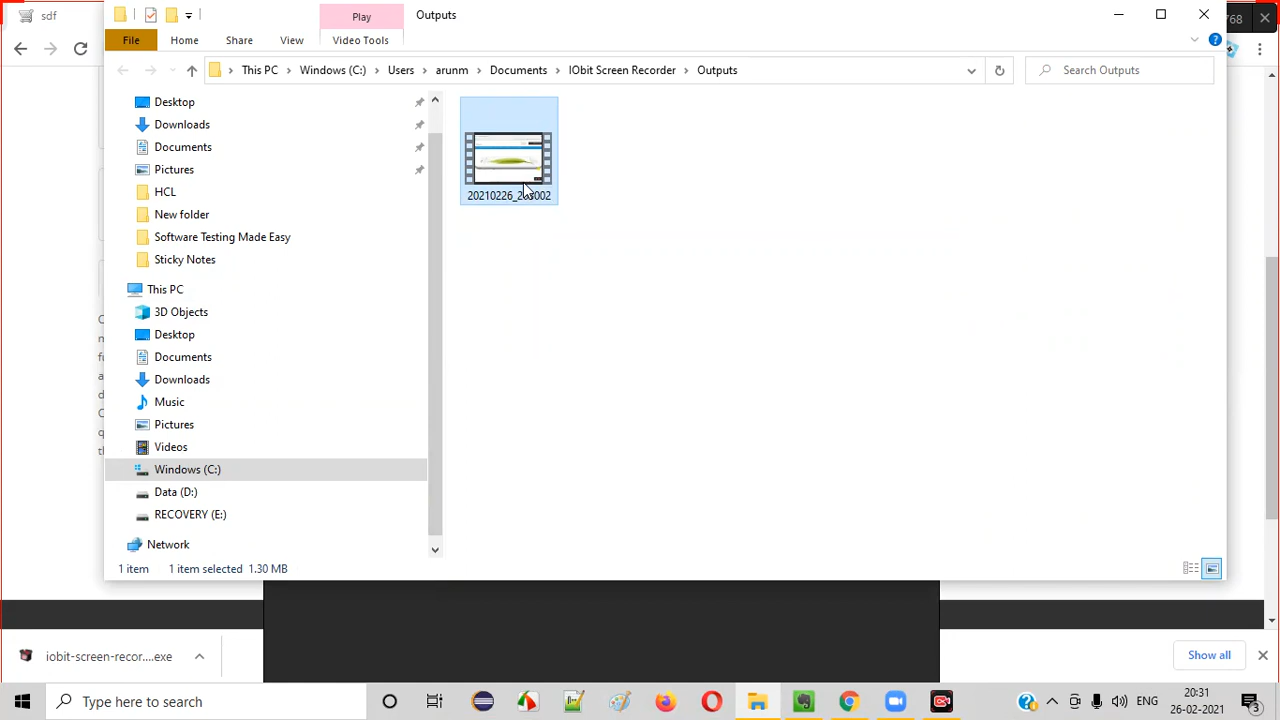 sdf
Play
Outputs
768
File
Home
Share
View
Video Tools
This PC
Windows (C:)
Users
arunm
Documents
IObit Screen Recorder
Outputs
Search Outputs
Desktop
Downloads
Documents
Pictures
HCL
New folder
Software Testing Made Easy
Sticky Notes
This PC
3D Objects
Desktop
Documents
Downloads
Music
Pictures
Videos
Windows (C:)
Data (D:)
RECOVERY (E:)
Network
1 item
1 item selected
1.30 MB
iobit-screen-recor....exe
Show all
Type here to search
ENG
20:31
26-02-2021
3